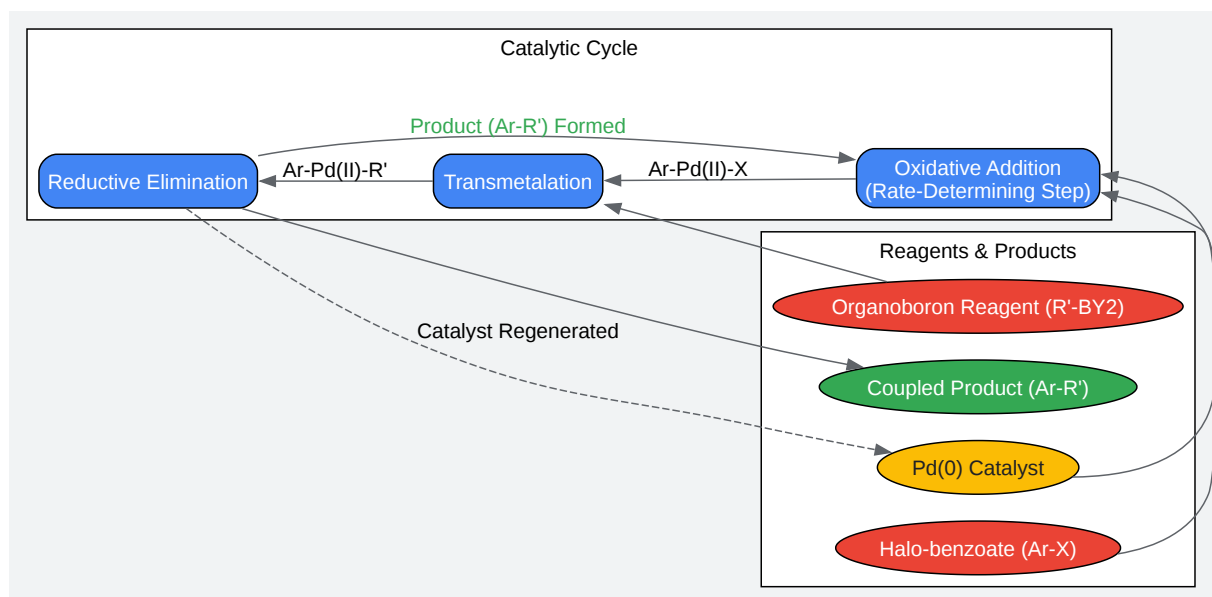 Catalytic Cycle
Product (Ar-R') Formed
Ar-Pd(II)-R'
Ar-Pd(II)-X
Reductive Elimination
Transmetalation
Oxidative Addition
(Rate-Determining Step)
Reagents & Products
Organoboron Reagent (R'-BY2)
Catalyst Regenerated
Coupled Product (Ar-R')
Pd(0) Catalyst
Halo-benzoate (Ar-X)